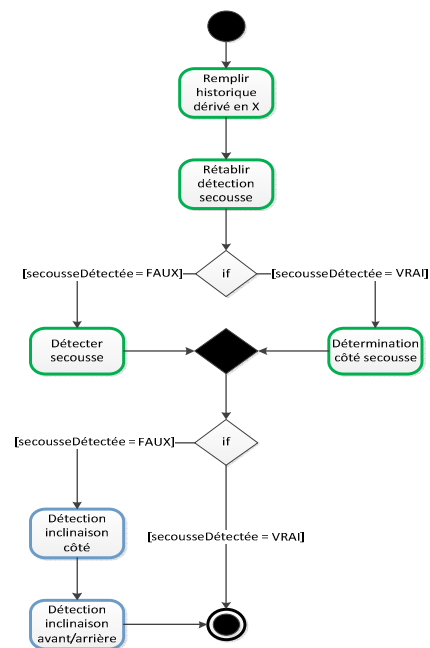 Remplir
historique
dérivé en X
Rétablir
détection
secousse
if
[secousseDétectée = FAUX]
[secousseDétectée = VRAI]
Détecter
secousse
Détermination
côté secousse
if
[secousseDétectée = FAUX]
Détection
inclinaison
côté
[secousseDétectée = VRAI]
Détection
inclinaison
avant/arrière